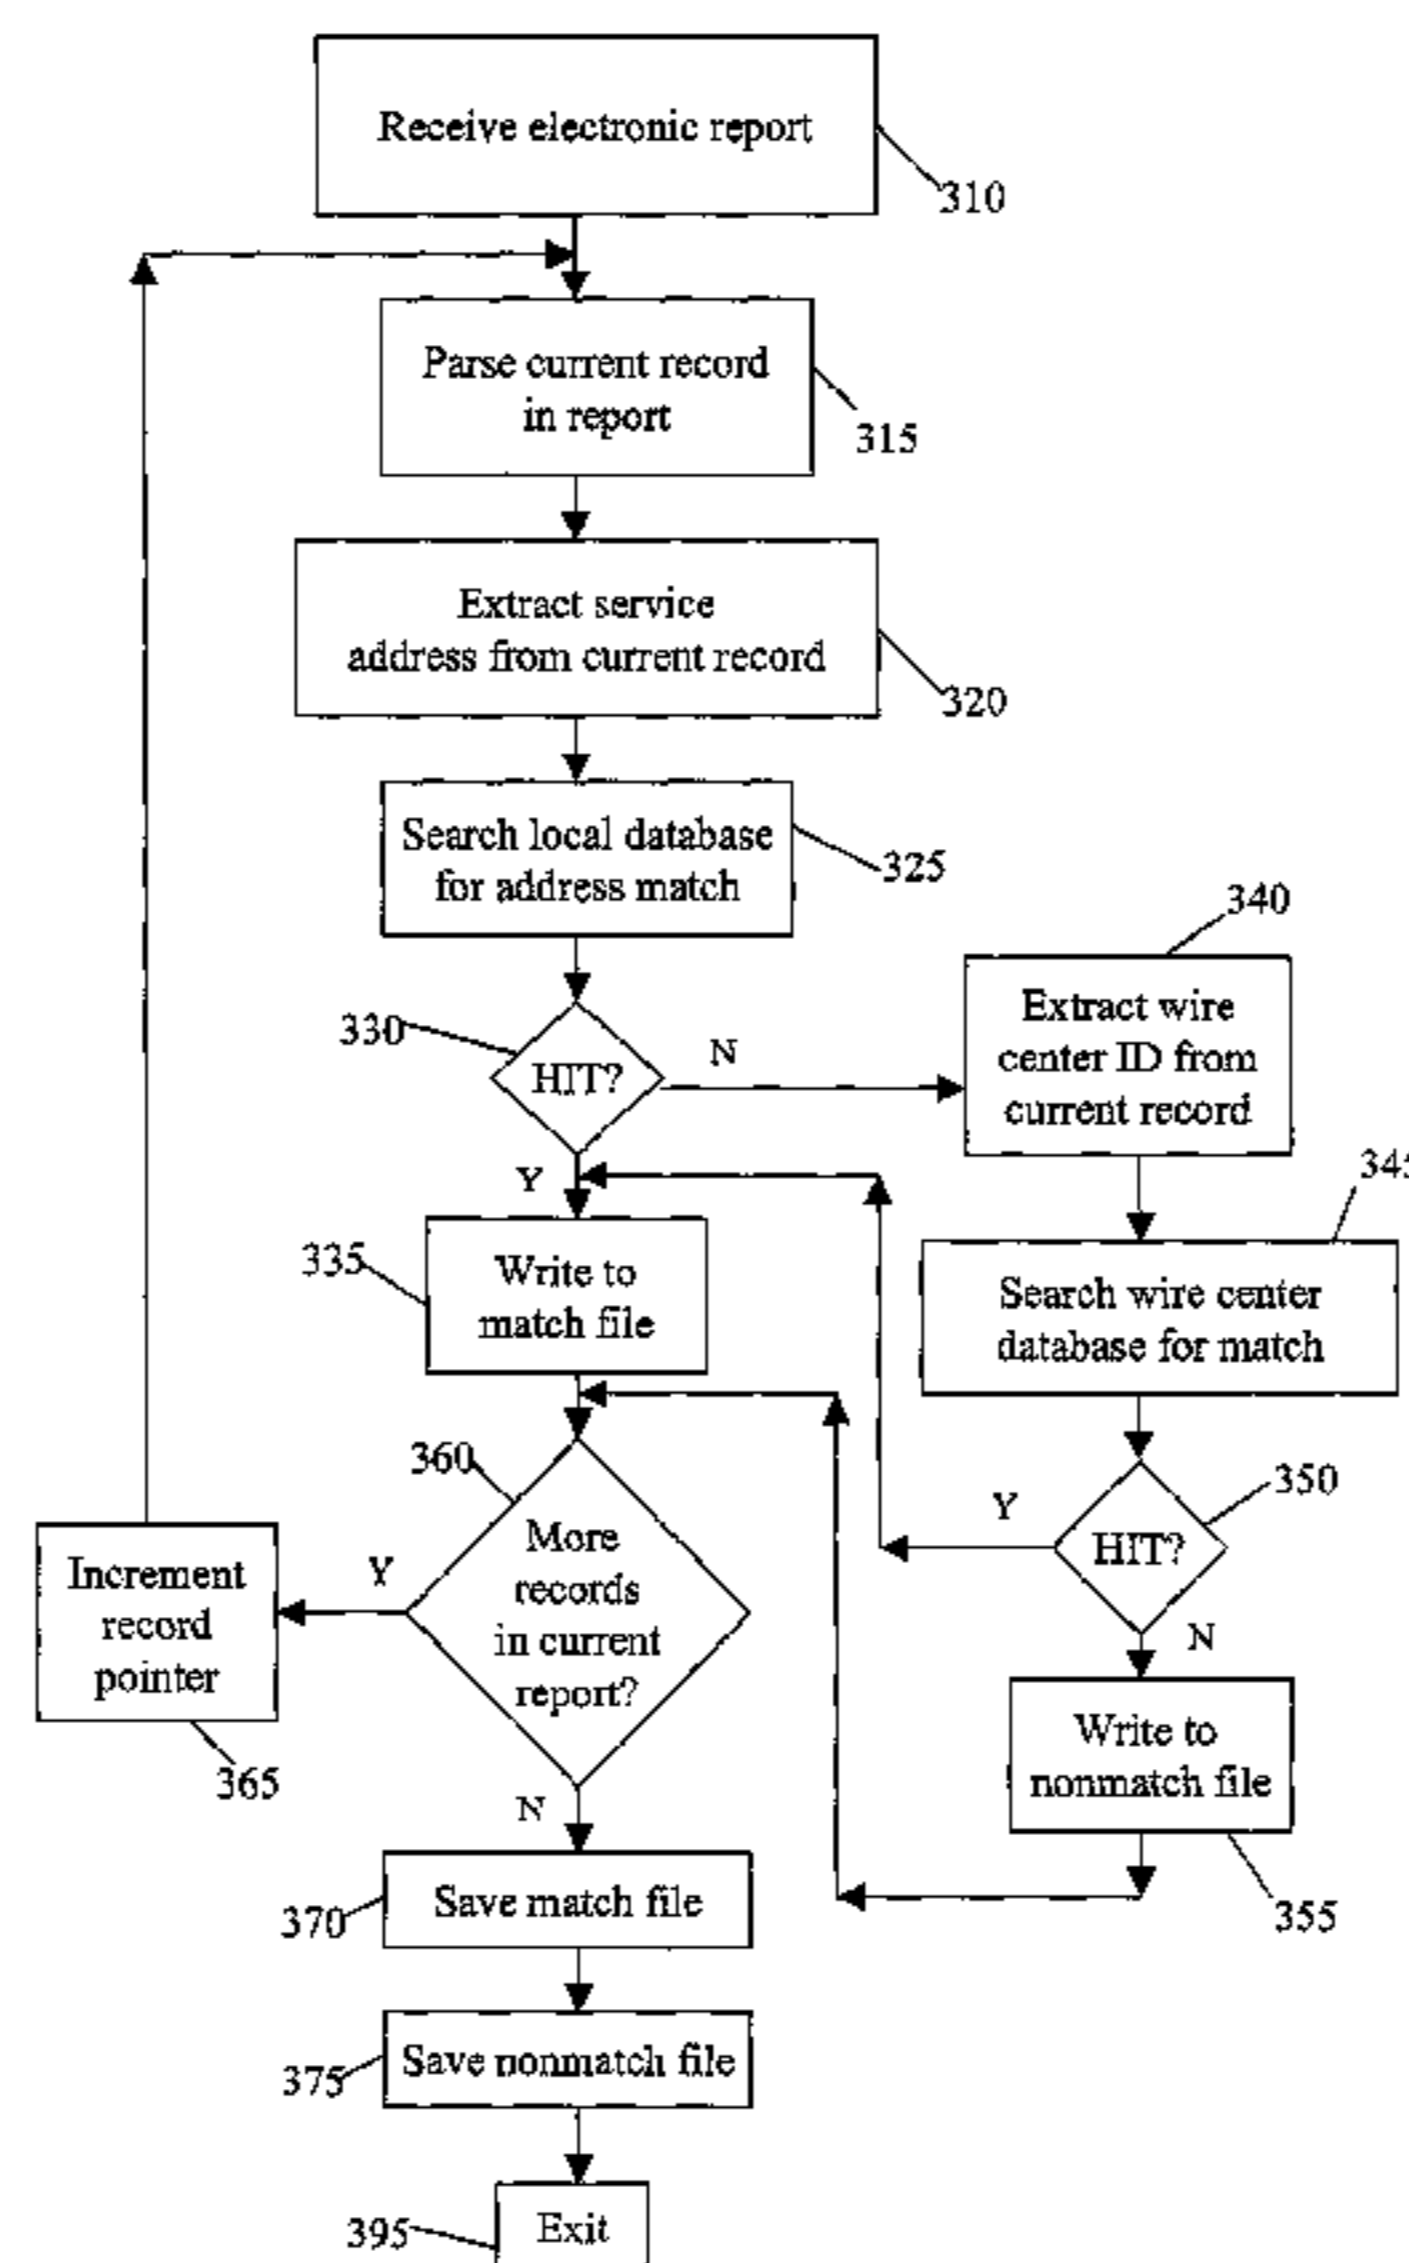 Receive electronic report
310
Parse current record
in report
315
Extract service
address from current record
320
Search local database
for address match
325
340
Extract wire
center ID from
current record
330
HIT?
N
Y
345
Search wire center
database for match
335
Write to
match file
360
More
records
in current
report?
Y
Increment
record
pointer
365
350
HIT?
Y
N
Write to
nonmatch file
355
N
Save match file
370
Save nonmatch file
375
Exit
395